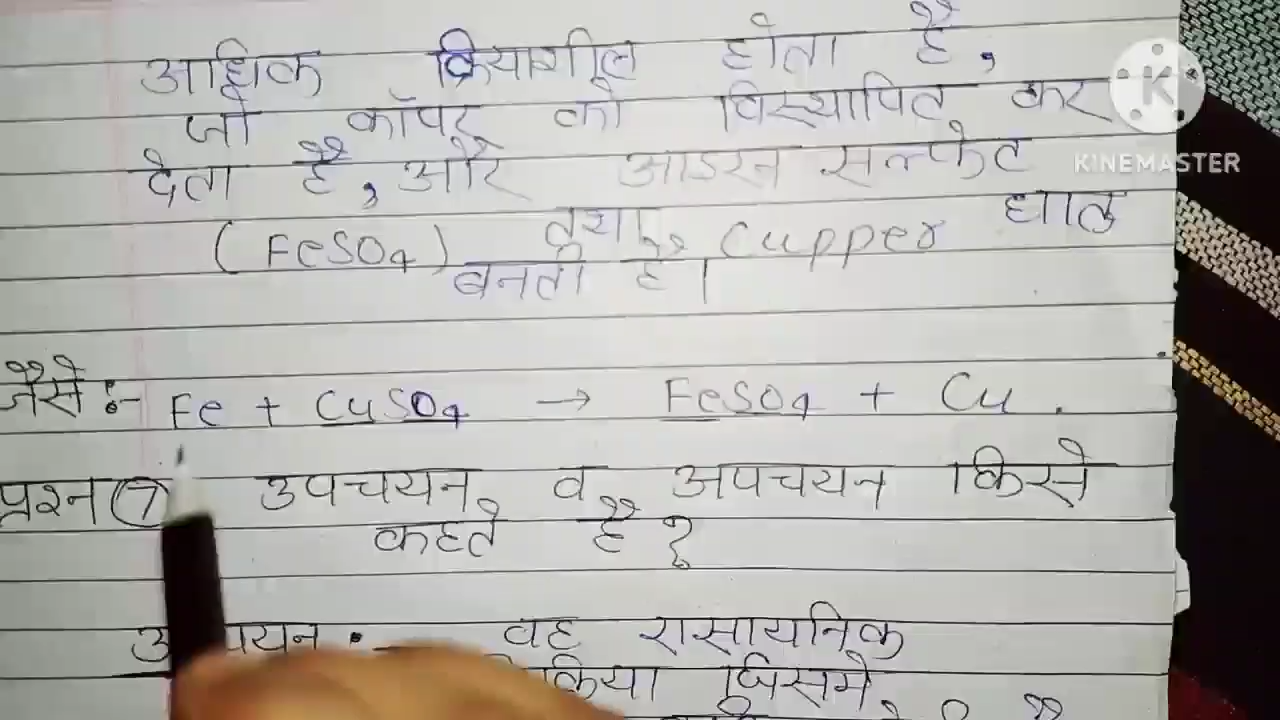 अधिक क्रियाशील होता है,
जो कॉपर को विस्थापित कर
देता है, और आइरन सल्फेट
(FeSO4) तथा Cupper धातु
बनता है।
जैसे :- Fe + CuSO4 → FeSO4 + Cu .
प्रश्न (7) उपचयन व अपचयन किसे
कहते है ?
वह रासायनिक
जिसमे
K
KINEMASTER